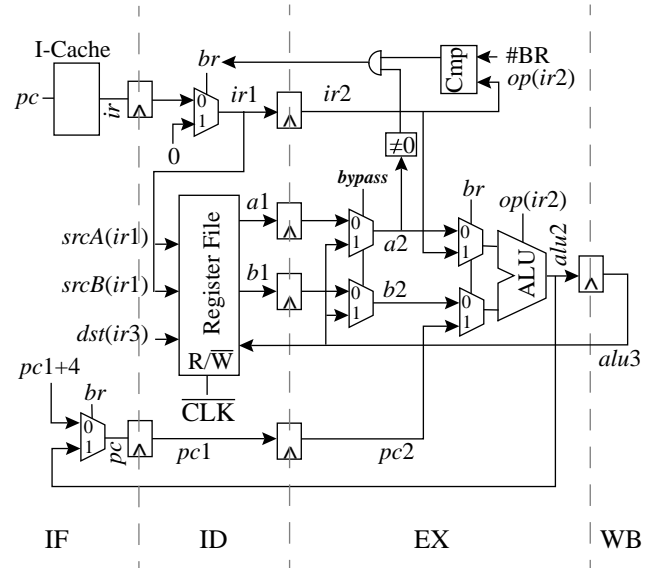 I-Cache
pc
ir
br
0
1
0
ir1
ir2
Cmp
#BR
op(ir2)
≠0
bypass
br
op(ir2)
srcA(ir1)
srcB(ir1)
dst(ir3)
Register File
R/W̅
C̅L̅K̅
a1
b1
0
1
0
1
a2
b2
0
1
0
1
ALU
alu2
alu3
pc1+4
br
0
1
pc
pc1
pc2
IF
ID
EX
WB